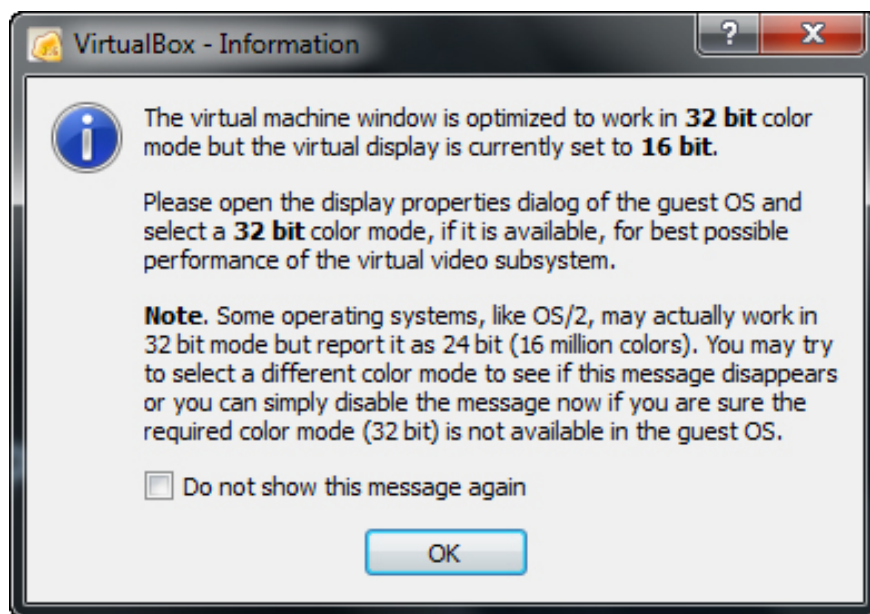 VirtualBox - Information
?
X
The virtual machine window is optimized to work in 32 bit color
mode but the virtual display is currently set to 16 bit.
Please open the display properties dialog of the guest OS and
select a 32 bit color mode, if it is available, for best possible
performance of the virtual video subsystem.
Note. Some operating systems, like OS/2, may actually work in
32 bit mode but report it as 24 bit (16 million colors). You may try
to select a different color mode to see if this message disappears
or you can simply disable the message now if you are sure the
required color mode (32 bit) is not available in the guest OS.
Do not show this message again
OK